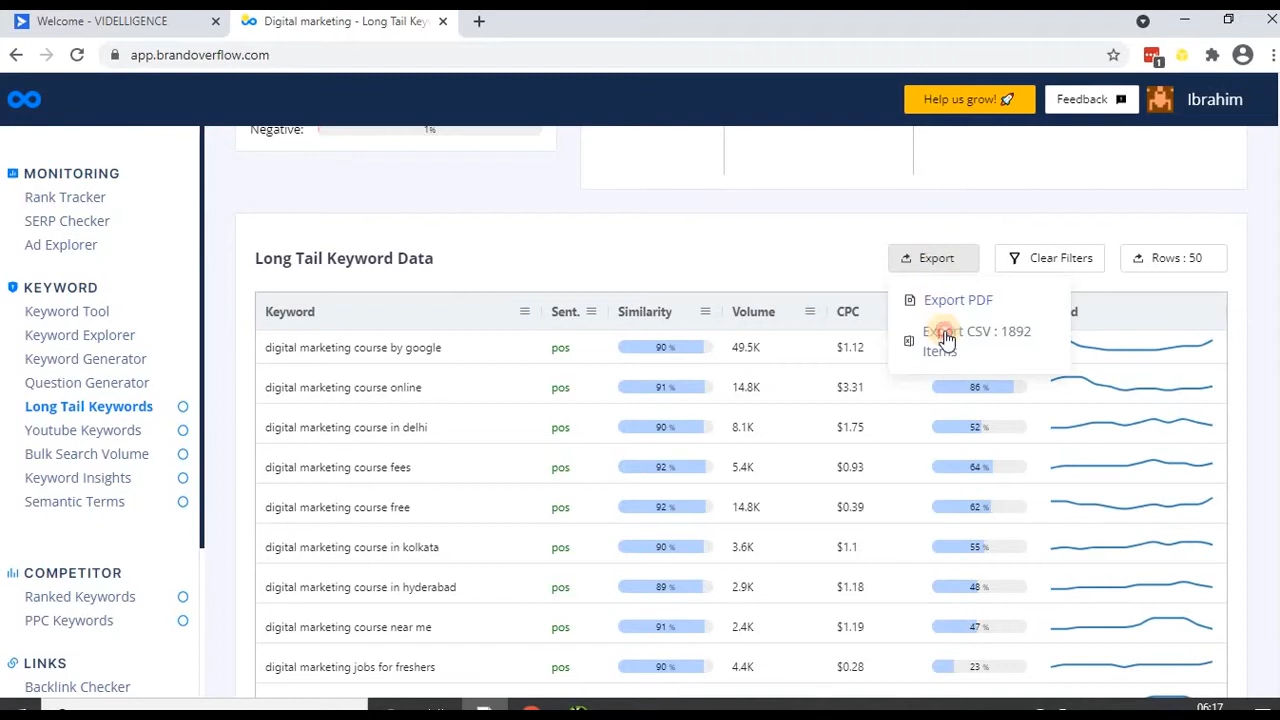 Welcome - VIDELLIGENCE
Digital marketing - Long Tail Key
app.brandoverflow.com
1
Help us grow!
Feedback
Ibrahim
Negative:
1%
MONITORING
Rank Tracker
SERP Checker
Ad Explorer
KEYWORD
Keyword Tool
Keyword Explorer
Keyword Generator
Question Generator
Long Tail Keywords
Youtube Keywords
Bulk Search Volume
Keyword Insights
Semantic Terms
COMPETITOR
Ranked Keywords
PPC Keywords
LINKS
Backlink Checker
Long Tail Keyword Data
Export
Clear Filters
Rows : 50
Export PDF
Export CSV : 1892
Items
Keyword Sent. Similarity Volume CPC d
digital marketing course by google pos 90 % 49.5K $1.12
digital marketing course online pos 91 % 14.8K $3.31 86 %
digital marketing course in delhi pos 90 % 8.1K $1.75 52 %
digital marketing course fees pos 92 % 5.4K $0.93 64 %
digital marketing course free pos 92 % 14.8K $0.39 62 %
digital marketing course in kolkata pos 90 % 3.6K $1.1 55 %
digital marketing course in hyderabad pos 89 % 2.9K $1.18 48 %
digital marketing course near me pos 91 % 2.4K $1.19 47 %
digital marketing jobs for freshers pos 90 % 4.4K $0.28 23 %
06:17